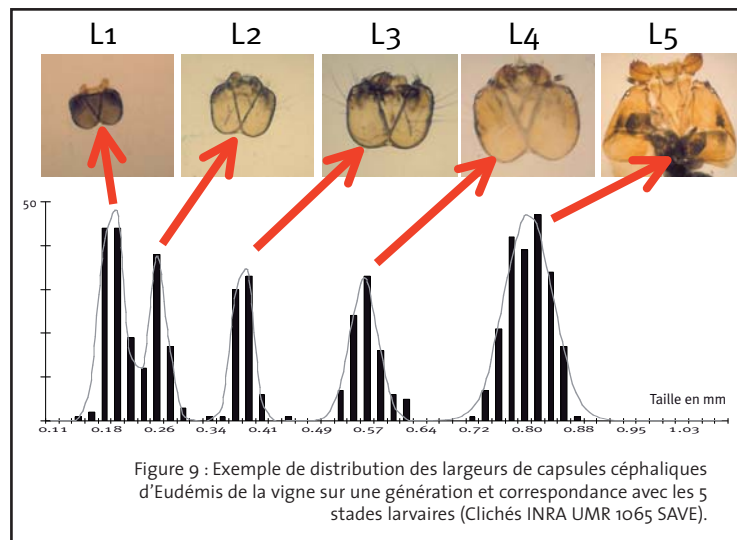 L1 L2 L3 L4 L5
50
Taille en mm
0.11 0.18 0.26 0.34 0.41 0.49 0.57 0.64 0.72 0.80 0.88 0.95 1.03
Figure 9 : Exemple de distribution des largeurs de capsules céphaliques
d’Eudémis de la vigne sur une génération et correspondance avec les 5
stades larvaires (Clichés INRA UMR 1065 SAVE).